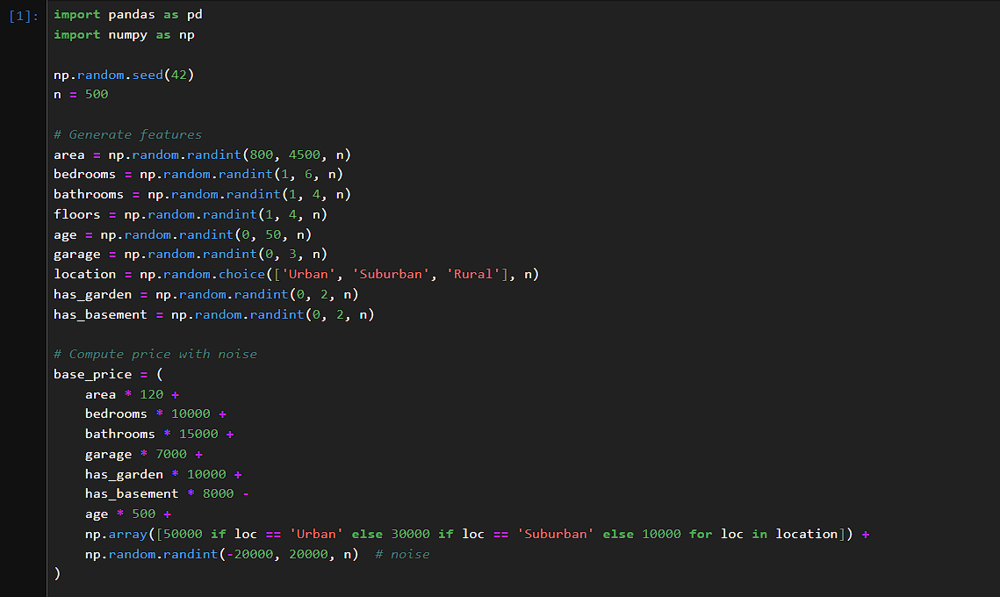 [1]:
import pandas as pd
import numpy as np
np.random.seed(42)
n = 500
# Generate features
area = np.random.randint(800, 4500, n)
bedrooms = np.random.randint(1, 6, n)
bathrooms = np.random.randint(1, 4, n)
floors = np.random.randint(1, 4, n)
age = np.random.randint(0, 50, n)
garage = np.random.randint(0, 3, n)
location = np.random.choice(['Urban', 'Suburban', 'Rural'], n)
has_garden = np.random.randint(0, 2, n)
has_basement = np.random.randint(0, 2, n)
# Compute price with noise
base_price = (
    area * 120 +
    bedrooms * 10000 +
    bathrooms * 15000 +
    garage * 7000 +
    has_garden * 10000 +
    has_basement * 8000 -
    age * 500 +
    np.array([50000 if loc == 'Urban' else 30000 if loc == 'Suburban' else 10000 for loc in location]) +
    np.random.randint(-20000, 20000, n)  # noise
)